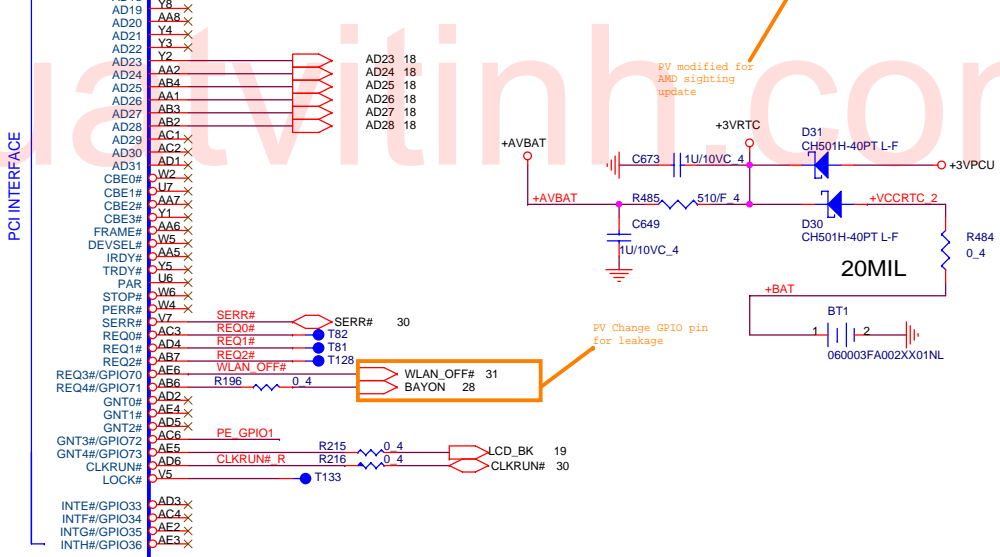 AD19 Y8
AD20 AA8
AD21 Y4
AD22 Y3
AD23 Y2 AD23 18
AD24 AA2 AD24 18
AD25 AB4 AD25 18
AD26 AA1 AD26 18
AD27 AB3 AD27 18
AD28 AB2 AD28 18
AD29 AC1
AD30 AC2
AD31 AD1
CBE0# W2
CBE1# U7
CBE2# AA7
CBE3# Y1
FRAME# AA6
DEVSEL# W5
IRDY# AA5
TRDY# Y5
PAR U6
STOP# W6
PERR# W4
SERR# V7 SERR# SERR# 30
REQ0# AC3 REQ0# T82
REQ1# AD4 REQ1# T81
REQ2# AB7 REQ2# T128
REQ3#/GPIO70 AE6 WLAN_OFF# WLAN_OFF# 31
REQ4#/GPIO71 AB6 R196 0_4 BAYON 28
GNT0# AD2
GNT1# AE4
GNT2# AD5
GNT3#/GPIO72 AC6 PE_GPIO1
GNT4#/GPIO73 AE5 R215 0_4 LCD_BK 19
CLKRUN# AD6 CLKRUN#_R R216 0_4 CLKRUN# 30
LOCK# V5 T133
INTE#/GPIO33 AD3
INTF#/GPIO34 AC4
INTG#/GPIO35 AE2
INTH#/GPIO36 AE3
PCI INTERFACE
PV modified for
AMD sighting
update
+3VRTC
D31
CH501H-40PT L-F
+AVBAT
C673 1U/10VC_4
+3VPCU
+AVBAT
R485 510/F_4
+VCCRTC_2
C649
1U/10VC_4
D30
CH501H-40PT L-F
R484
0_4
20MIL
+BAT
BT1
1 2
060003FA002XX01NL
PV Change GPIO pin
for leakage
uatvitinh.com